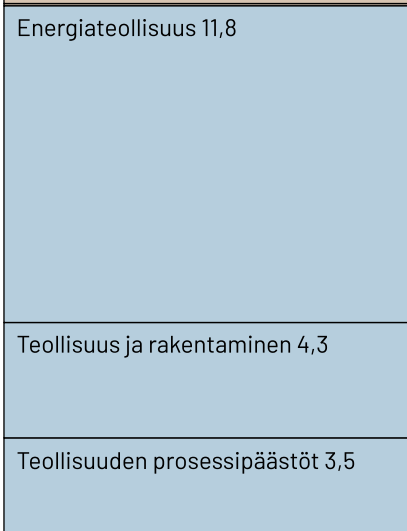 Energiateollisuus 11,8
Teollisuus ja rakentaminen 4,3
Teollisuuden prosessipäästöt 3,5